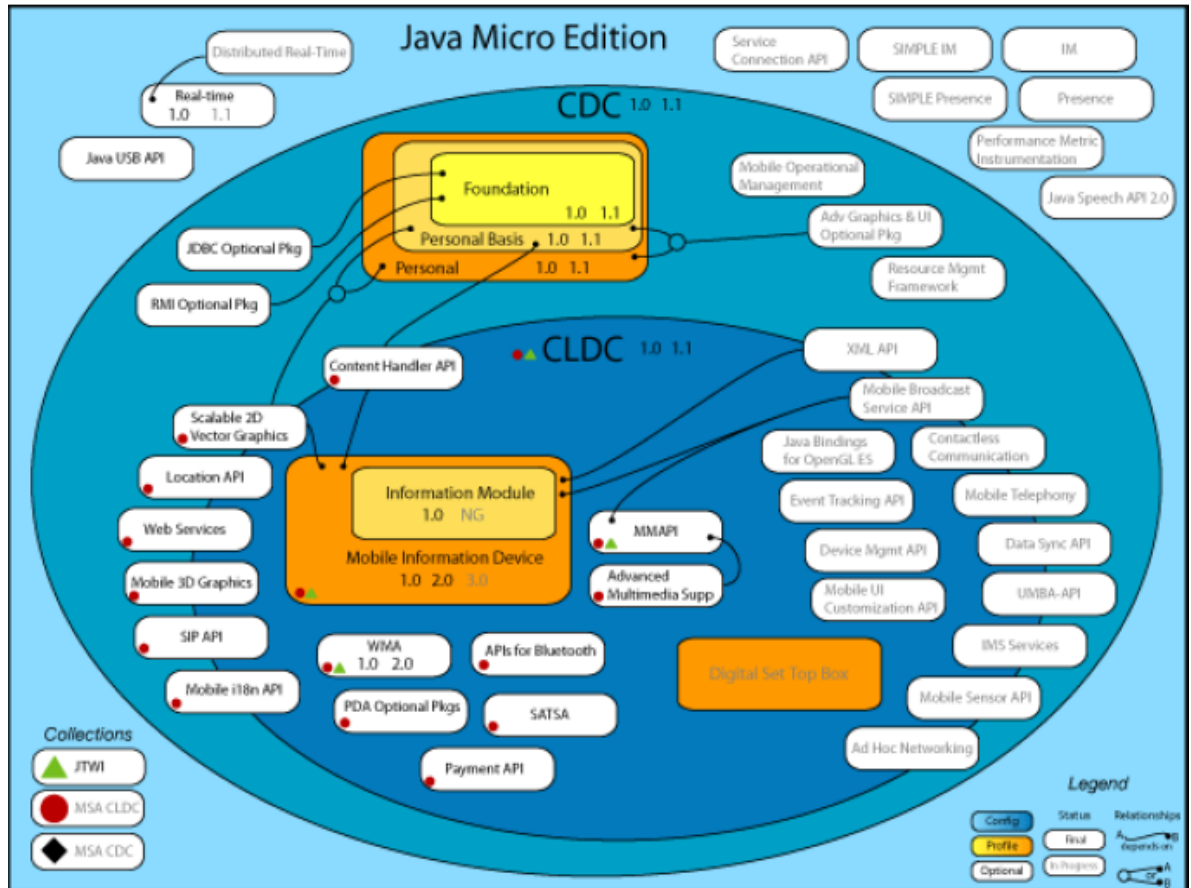 Java Micro Edition
Distributed Real-Time
Real-time
1.0 1.1
Java USB API
Service
Connection API
SIMPLE IM
IM
SIMPLE Presence
Presence
Performance Metric
Instrumentation
Java Speech API 2.0
CDC 1.0 1.1
Foundation
1.0 1.1
Personal Basis 1.0 1.1
Personal 1.0 1.1
JDBC Optional Pkg
RMI Optional Pkg
Mobile Operational
Management
Adv Graphics & UI
Optional Pkg
Resource Mgmt
Framework
CLDC 1.0 1.1
Content Handler API
XML API
Mobile Broadcast
Service API
Scalable 2D
Vector Graphics
Java Bindings
for OpenGL ES
Contactless
Communication
Location API
Information Module
1.0 NG
Mobile Information Device
1.0 2.0 3.0
Event Tracking API
Mobile Telephony
Web Services
MMAPI
Device Mgmt API
Data Sync API
Mobile 3D Graphics
Advanced
Multimedia Supp
Mobile UI
Customization API
UMBA-API
SIP API
WMA
1.0 2.0
APIs for Bluetooth
Digital Set Top Box
IMS Services
Mobile i18n API
PDA Optional Pkgs
SATSA
Mobile Sensor API
Payment API
Ad Hoc Networking
Collections
JTWI
MSA CLDC
MSA CDC
Legend
Config
Profile
Optional
Status
Final
In Progress
Relationships
A B
depends on
or
A
B